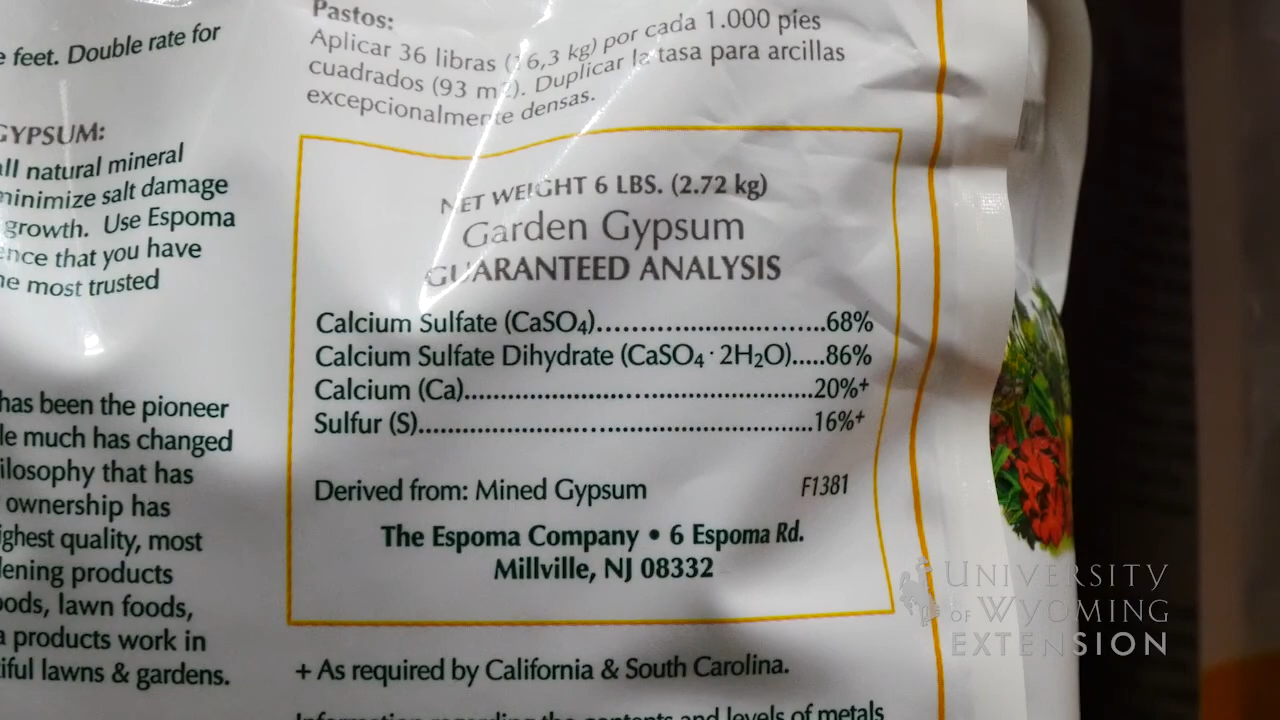 e feet. Double rate for
GYPSUM:
all natural mineral
minimize salt damage
growth. Use Espoma
ence that you have
he most trusted
has been the pioneer
le much has changed
ilosophy that has
ownership has
ighest quality, most
dening products
oods, lawn foods,
a products work in
iful lawns & gardens.
Pastos:
Aplicar 36 libras (16,3 kg) por cada 1.000 pies
cuadrados (93 m²). Duplicar la tasa para arcillas
excepcionalmente densas.
NET WEIGHT 6 LBS. (2.72 kg)
Garden Gypsum
GUARANTEED ANALYSIS
Calcium Sulfate (CaSO₄)..................................68%
Calcium Sulfate Dihydrate (CaSO₄ · 2H₂O).....86%
Calcium (Ca)....................................................20%+
Sulfur (S)...........................................................16%+
Derived from: Mined Gypsum F1381
The Espoma Company • 6 Espoma Rd.
Millville, NJ 08332
+ As required by California & South Carolina.
Information regarding the contents and levels of metals
UNIVERSITY
OF WYOMING
EXTENSION